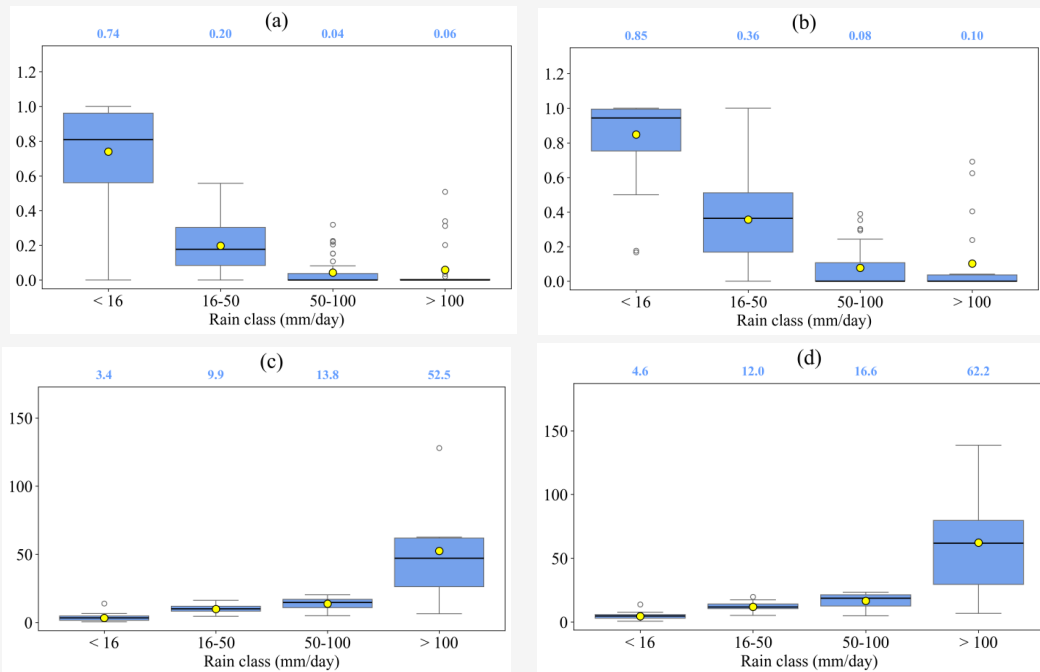 (a)
0.74 0.20 0.04 0.06
1.2
1.0
0.8
0.6
0.4
0.2
0.0
< 16 16-50 50-100 > 100
Rain class (mm/day)
(b)
0.85 0.36 0.08 0.10
1.2
1.0
0.8
0.6
0.4
0.2
0.0
< 16 16-50 50-100 > 100
Rain class (mm/day)
(c)
3.4 9.9 13.8 52.5
150
100
50
0
< 16 16-50 50-100 > 100
Rain class (mm/day)
(d)
4.6 12.0 16.6 62.2
150
100
50
0
< 16 16-50 50-100 > 100
Rain class (mm/day)